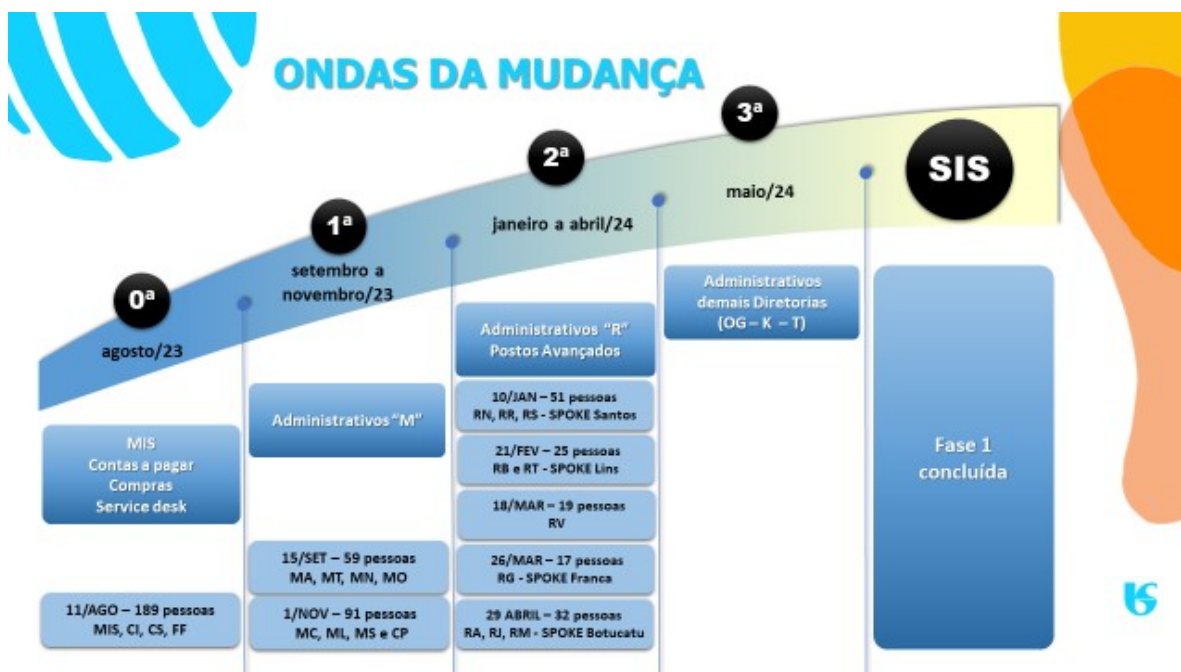 ONDAS DA MUDANÇA
0ª
agosto/23
MIS
Contas a pagar
Compras
Service desk
11/AGO – 189 pessoas
MIS, CI, CS, FF
1ª
setembro a
novembro/23
Administrativos “M”
15/SET – 59 pessoas
MA, MT, MN, MO
1/NOV – 91 pessoas
MC, ML, MS e CP
2ª
janeiro a abril/24
Administrativos “R”
Postos Avançados
10/JAN – 51 pessoas
RN, RR, RS - SPOKE Santos
21/FEV – 25 pessoas
RB e RT - SPOKE Lins
18/MAR – 19 pessoas
RV
26/MAR – 17 pessoas
RG - SPOKE Franca
29 ABRIL – 32 pessoas
RA, RJ, RM - SPOKE Botucatu
3ª
maio/24
Administrativos
demais Diretorias
(OG – K – T)
SIS
Fase 1
concluída